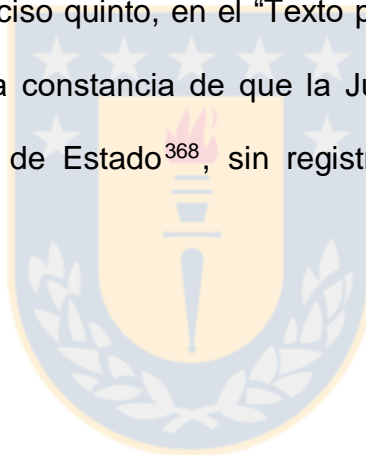 ciso quinto, en el “Texto p
a constancia de que la Ju
de Estado³⁶⁸, sin registr